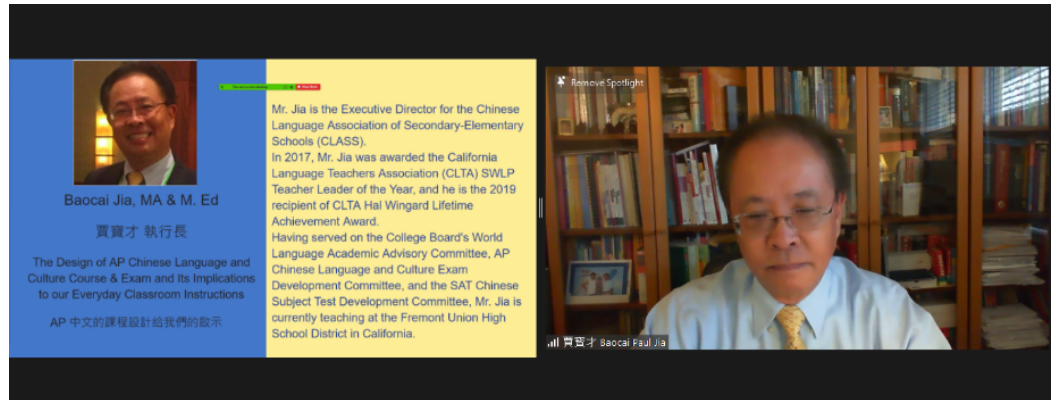 Baocai Jia, MA & M. Ed
賈寶才 執行長
The Design of AP Chinese Language and
Culture Course & Exam and Its Implications
to our Everyday Classroom Instructions
AP 中文的課程設計給我們的啟示
Mr. Jia is the Executive Director for the Chinese
Language Association of Secondary-Elementary
Schools (CLASS).
In 2017, Mr. Jia was awarded the California
Language Teachers Association (CLTA) SWLP
Teacher Leader of the Year, and he is the 2019
recipient of CLTA Hal Wingard Lifetime
Achievement Award.
Having served on the College Board's World
Language Academic Advisory Committee, AP
Chinese Language and Culture Exam
Development Committee, and the SAT Chinese
Subject Test Development Committee, Mr. Jia is
currently teaching at the Fremont Union High
School District in California.
Remove Spotlight
賈寶才 Baocai Paul Jia